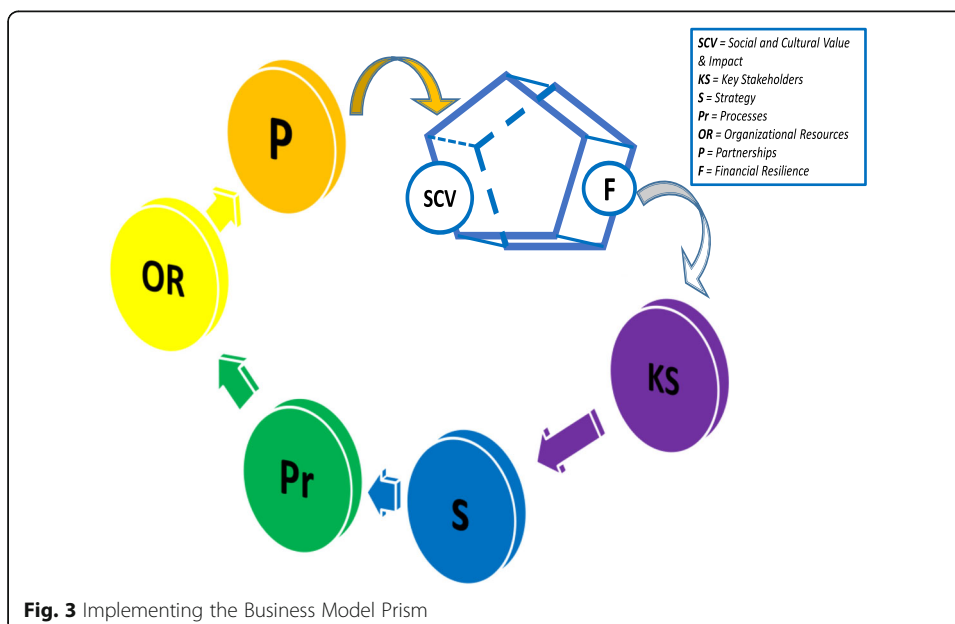 P
SCV
F
SCV = Social and Cultural Value
& Impact
KS = Key Stakeholders
S = Strategy
Pr = Processes
OR = Organizational Resources
P = Partnerships
F = Financial Resilience
OR
KS
Pr
S
Fig. 3 Implementing the Business Model Prism